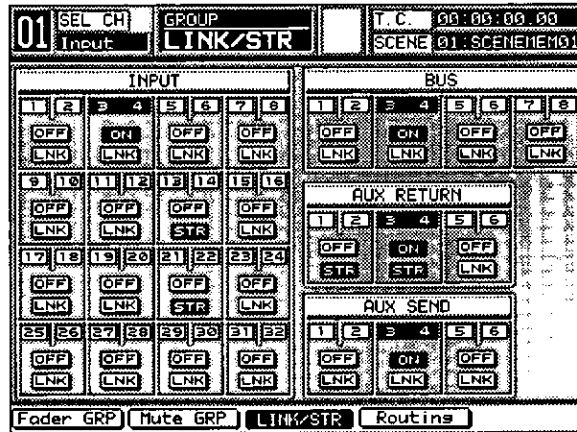 01 SEL CH Input GROUP LINK/STR T. C. 00:00:00.00
SCENE 01:SCENEMEM01
INPUT BUS
1 2 3 4 5 6 7 8 1 2 3 4 5 6 7 8
OFF ON OFF OFF OFF ON OFF OFF
LNK LNK LNK LNK LNK LNK LNK LNK
9 10 11 12 13 14 15 16 AUX RETURN
OFF OFF OFF OFF 1 2 3 4 5 6
LNK LNK STR LNK OFF ON OFF
17 18 19 20 21 22 23 24 STR STR LNK
OFF OFF OFF OFF AUX SEND
LNK LNK STR LNK 1 2 3 4 5 6
25 26 27 28 29 30 31 32
OFF OFF OFF OFF OFF ON OFF
LNK LNK LNK LNK LNK LNK LNK
Fader GRP Mute GRP LINK/STR Routing